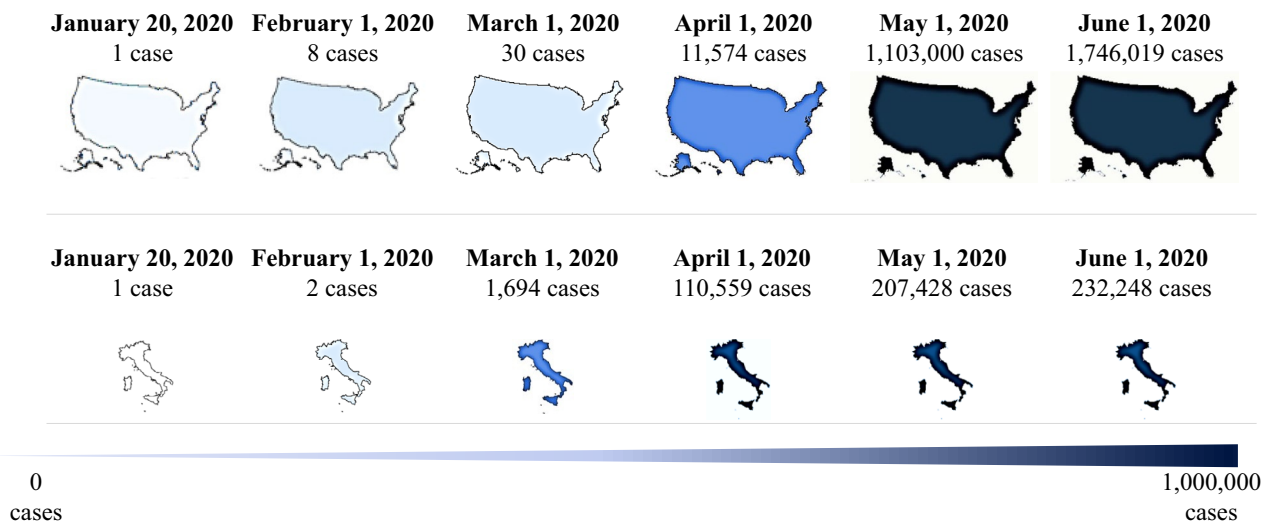 January 20, 2020 February 1, 2020 March 1, 2020 April 1, 2020 May 1, 2020 June 1, 2020
1 case 8 cases 30 cases 11,574 cases 1,103,000 cases 1,746,019 cases
January 20, 2020 February 1, 2020 March 1, 2020 April 1, 2020 May 1, 2020 June 1, 2020
1 case 2 cases 1,694 cases 110,559 cases 207,428 cases 232,248 cases
0 1,000,000
cases cases